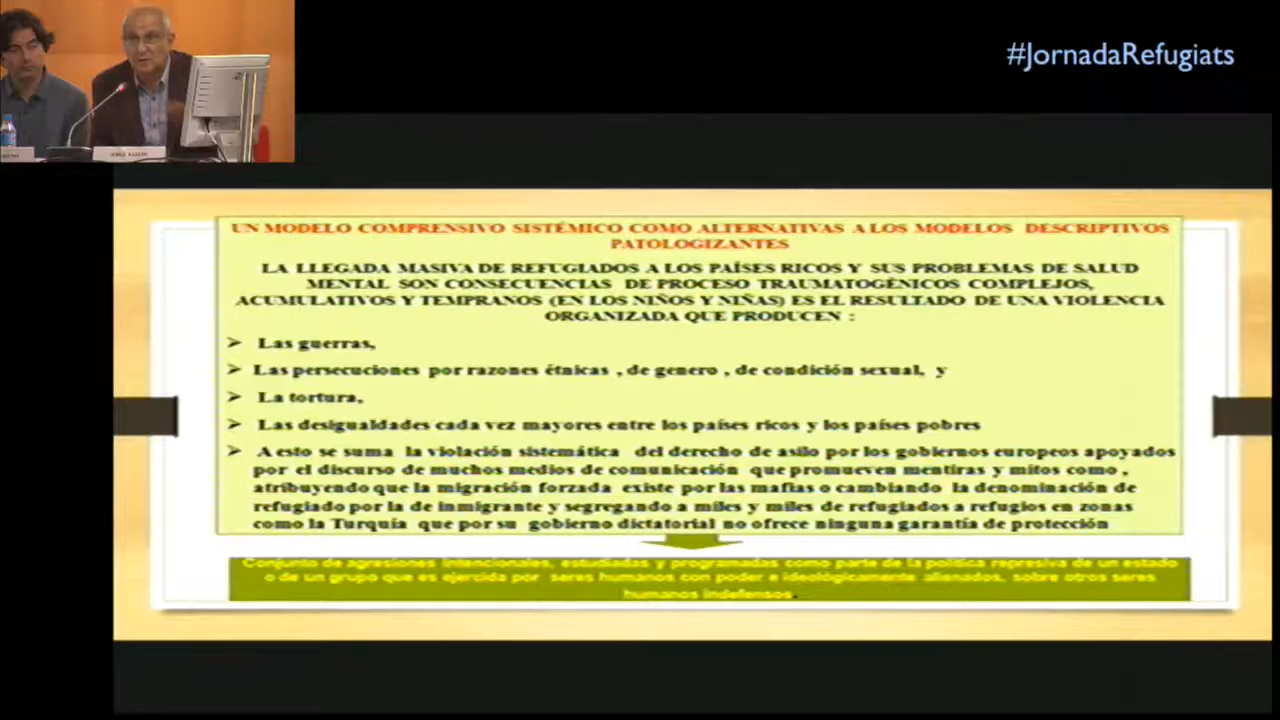 #JornadaRefugiats
UN MODELO COMPRENSIVO SISTÉMICO COMO ALTERNATIVAS A LOS MODELOS DESCRIPTIVOS
PATOLOGIZANTES
LA LLEGADA MASIVA DE REFUGIADOS A LOS PAÍSES RICOS Y SUS PROBLEMAS DE SALUD
MENTAL SON CONSECUENCIAS DE PROCESO TRAUMATOGÉNICOS COMPLEJOS,
ACUMULATIVOS Y TEMPRANOS (EN LOS NIÑOS Y NIÑAS) ES EL RESULTADO DE UNA VIOLENCIA
ORGANIZADA QUE PRODUCEN :
Las guerras,
Las persecuciones por razones étnicas , de genero , de condición sexual, y
La tortura,
Las desigualdades cada vez mayores entre los países ricos y los países pobres
A esto se suma la violación sistemática del derecho de asilo por los gobiernos europeos apoyados
por el discurso de muchos medios de comunicación que promueven mentiras y mitos como ,
atribuyendo que la migración forzada existe por las mafias o cambiando la denominación de
refugiado por la de inmigrante y segregando a miles y miles de refugiados a refugios en zonas
como la Turquía que por su gobierno dictatorial no ofrece ninguna garantía de protección
Conjunto de agresiones intencionales, estudiadas y programadas como parte de la política represiva de un estado
o de un grupo que es ejercida por seres humanos con poder e ideológicamente alienados, sobre otros seres
humanos indefensos.